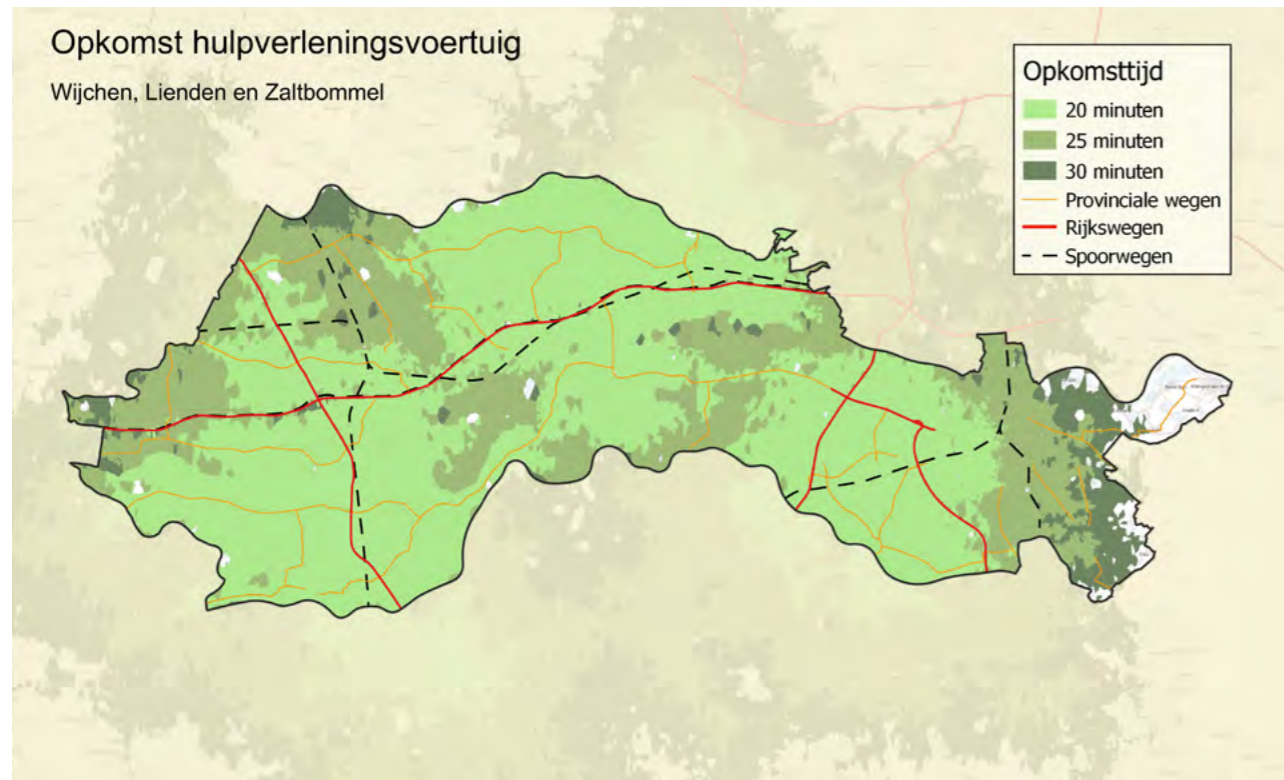 Opkomst hulpverleningsvoertuig
Wijchen, Lienden en Zaltbommel
Opkomsttijd
20 minuten
25 minuten
30 minuten
Provinciale wegen
Rijkswegen
Spoorwegen